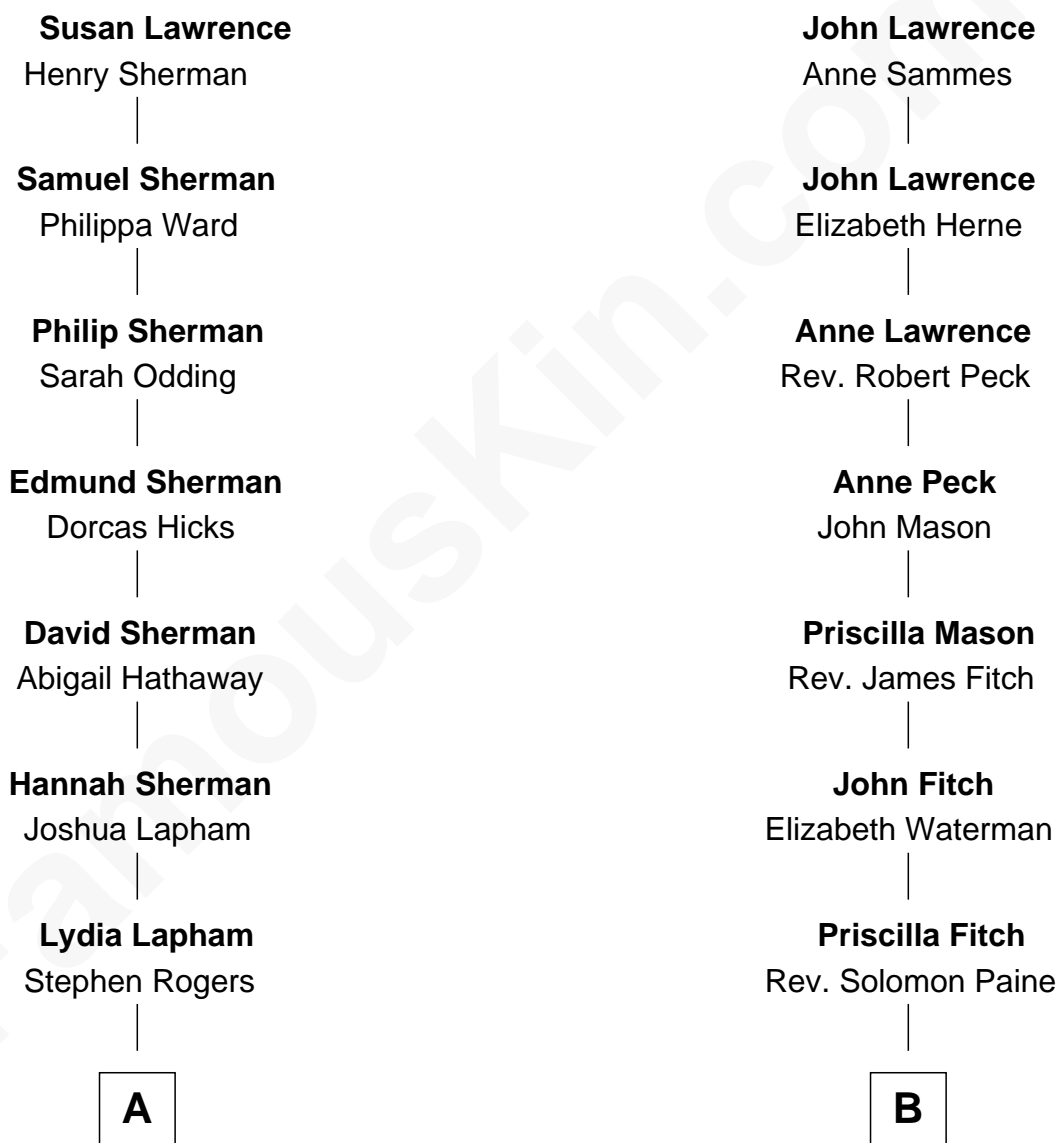 Susan Lawrence
Henry Sherman
Samuel Sherman
Philippa Ward
Philip Sherman
Sarah Odding
Edmund Sherman
Dorcas Hicks
David Sherman
Abigail Hathaway
Hannah Sherman
Joshua Lapham
Lydia Lapham
Stephen Rogers
A
John Lawrence
Anne Sammes
John Lawrence
Elizabeth Herne
Anne Lawrence
Rev. Robert Peck
Anne Peck
John Mason
Priscilla Mason
Rev. James Fitch
John Fitch
Elizabeth Waterman
Priscilla Fitch
Rev. Solomon Paine
B
FamousKin.com